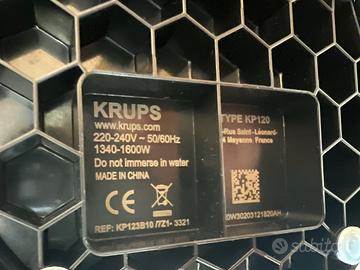 KRUPS
www.krups.com
220-240V ~ 50/60Hz
1340-1600W
Do not immerse in water
MADE IN CHINA
CE
REF: KP123B10 /7Z1- 3321
TYPE KP120
-Rue Saint-Léonard-
Mayenne France
0W30203121820AH
Subito